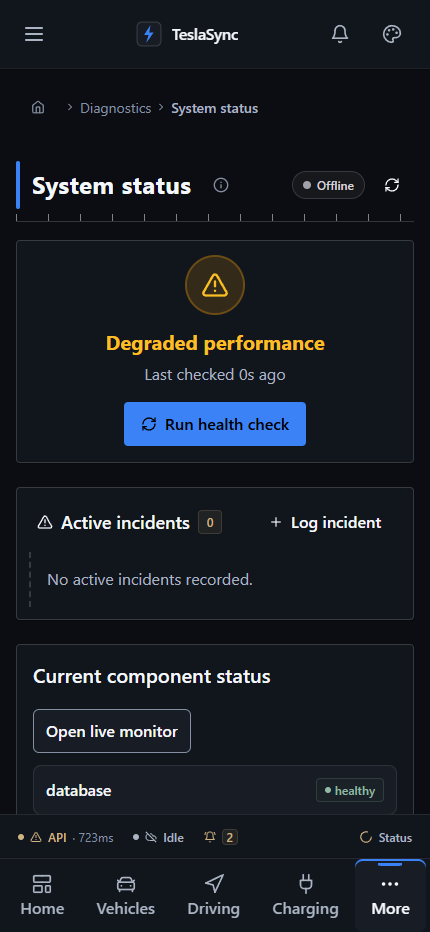 TeslaSync
Diagnostics System status
System status Offline
Degraded performance
Last checked 0s ago
Run health check
Active incidents 0 + Log incident
No active incidents recorded.
Current component status
Open live monitor
database healthy
API · 723ms Idle 2 Status
Home Vehicles Driving Charging More